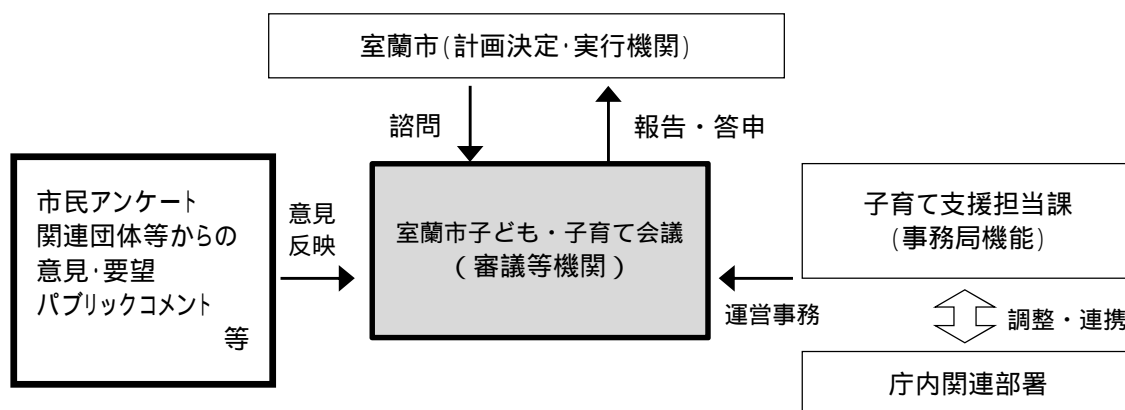 室蘭市(計画決定･実行機関)
諮問
報告・答申
市民アンケート
関連団体等からの
意見･要望
パブリックコメント
等
意見
反映
室蘭市子ども・子育て会議
(審議等機関)
子育て支援担当課
(事務局機能)
運営事務
調整・連携
庁内関連部署